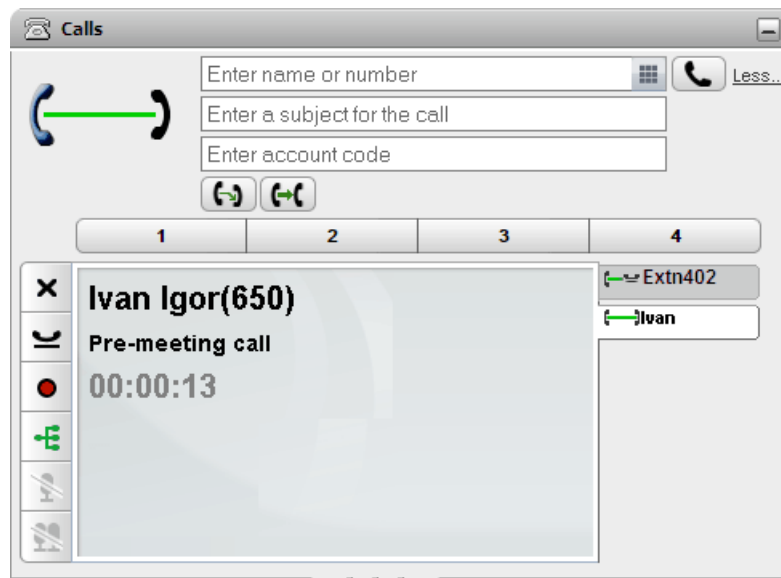 Calls
Enter name or number
Less...
Enter a subject for the call
Enter account code
1 2 3 4
Ivan Igor(650)
Pre-meeting call
00:00:13
Extn402
Ivan